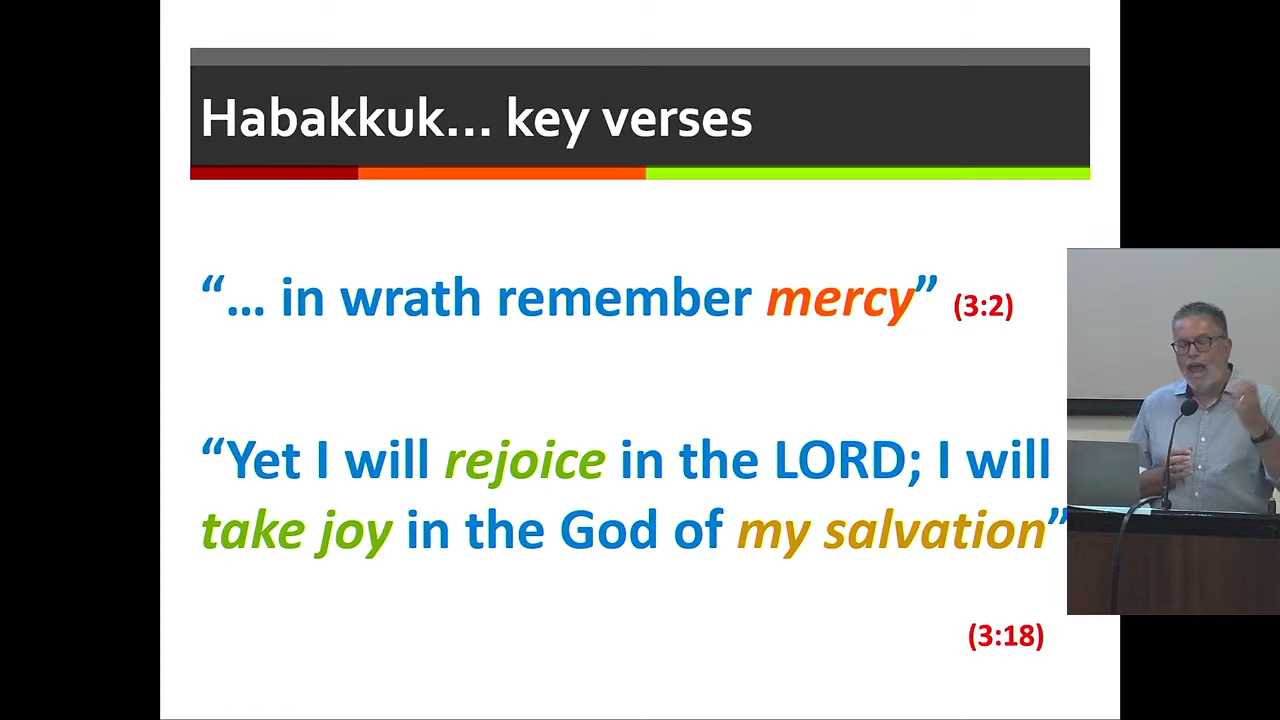 Habakkuk... key verses
“... in wrath remember mercy” (3:2)
“Yet I will rejoice in the LORD; I will
take joy in the God of my salvation”
(3:18)